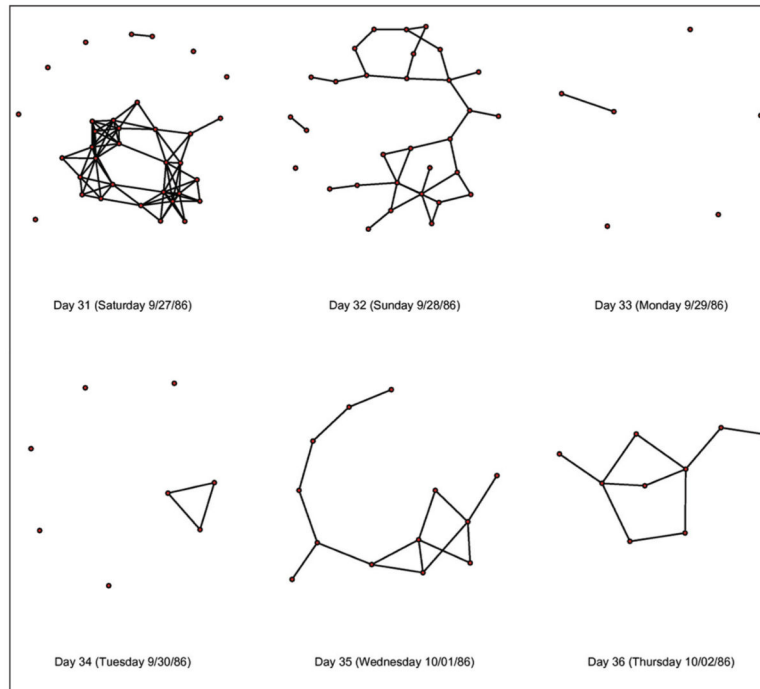 Day 31 (Saturday 9/27/86)
Day 32 (Sunday 9/28/86)
Day 33 (Monday 9/29/86)
Day 34 (Tuesday 9/30/86)
Day 35 (Wednesday 10/01/86)
Day 36 (Thursday 10/02/86)